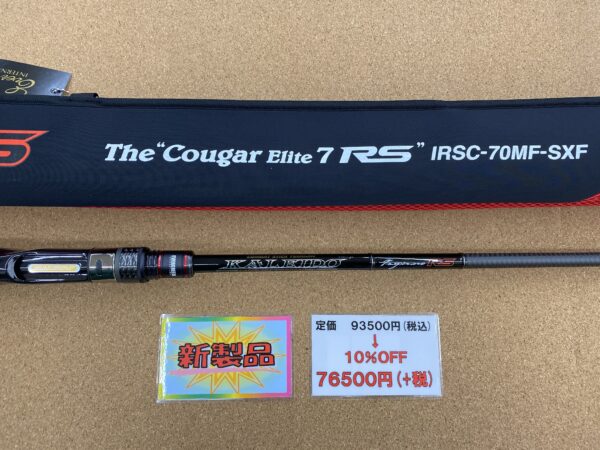 The "Cougar Elite 7 RS" IRSC-70MF-SXF
KALEIDO
RS
新製品
定価 93500円(税込)
↓
10%OFF
76500円(+税)